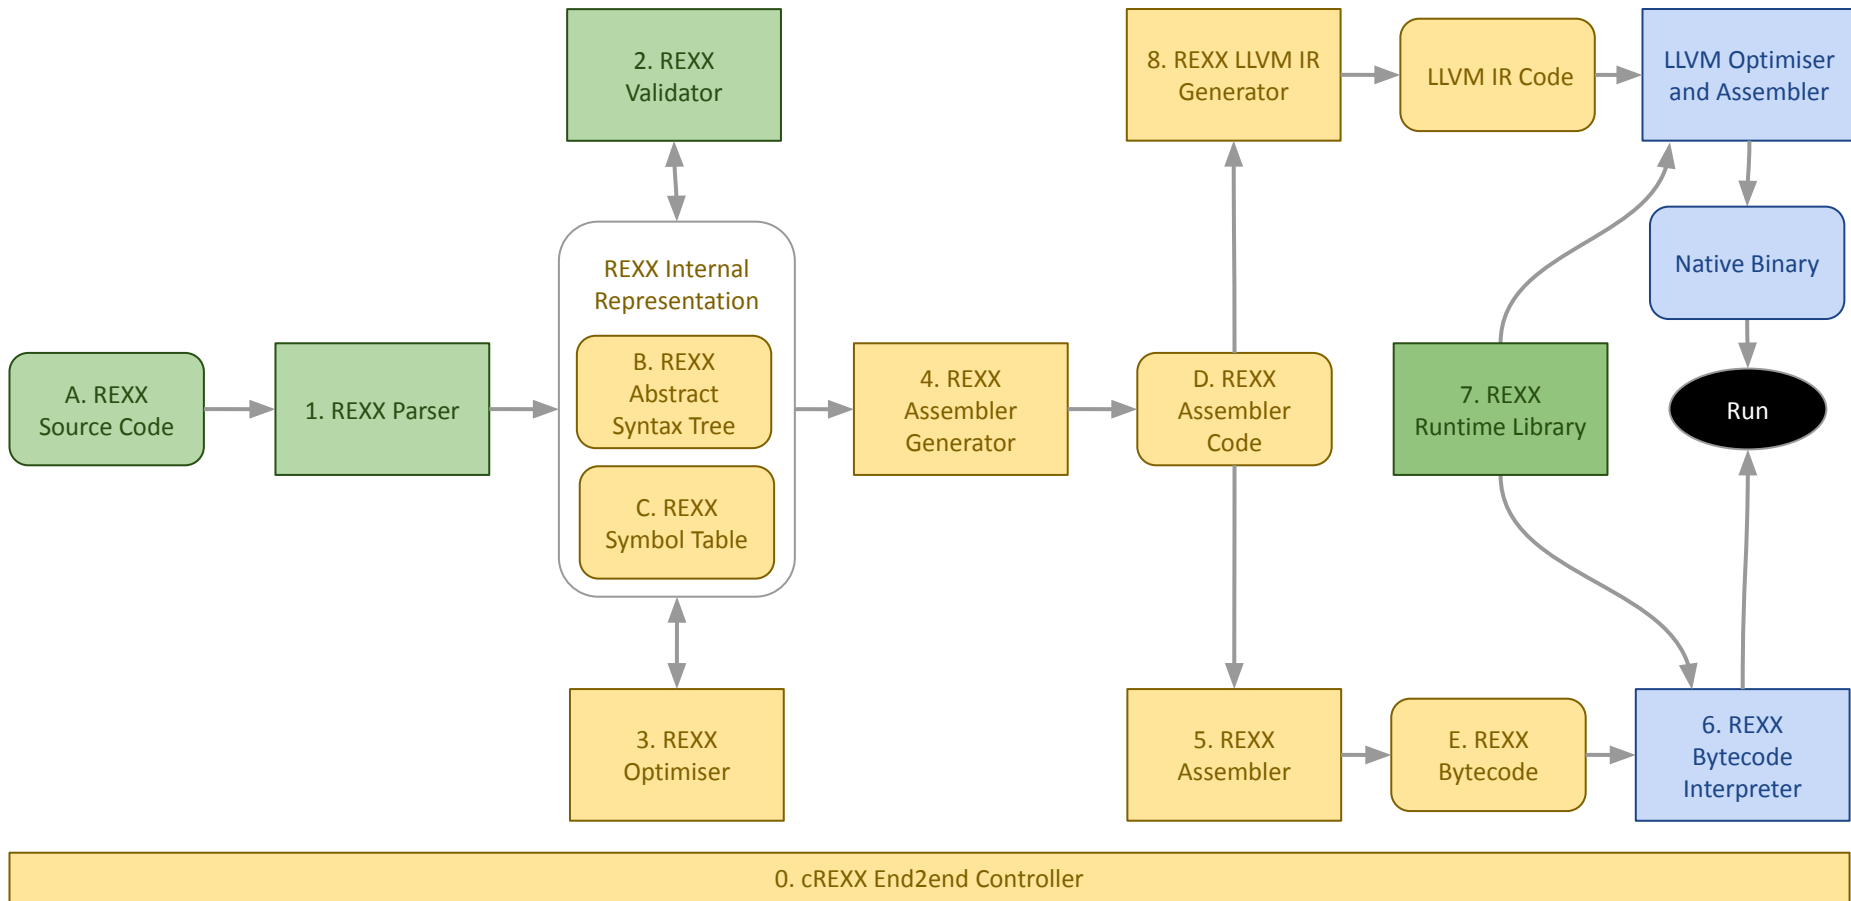 2. REXX
Validator
8. REXX LLVM IR
Generator
LLVM IR Code
LLVM Optimiser
and Assembler
REXX Internal
Representation
Native Binary
A. REXX
Source Code
1. REXX Parser
B. REXX
Abstract
Syntax Tree
C. REXX
Symbol Table
4. REXX
Assembler
Generator
D. REXX
Assembler
Code
7. REXX
Runtime Library
Run
3. REXX
Optimiser
5. REXX
Assembler
E. REXX
Bytecode
6. REXX
Bytecode
Interpreter
0. cREXX End2end Controller